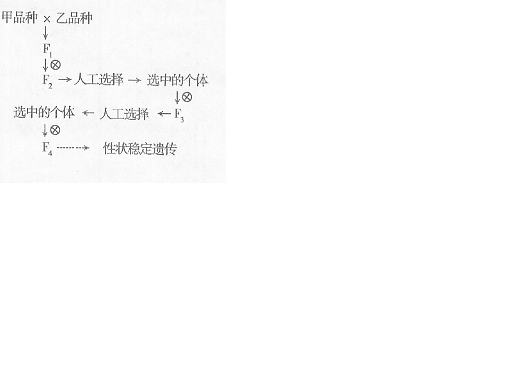 甲品种 × 乙品种
↓
F₁
↓⊗
F₂ → 人工选择 → 选中的个体
↓⊗
选中的个体 ← 人工选择 ← F₃
↓⊗
F₄ ┄┄→ 性状稳定遗传